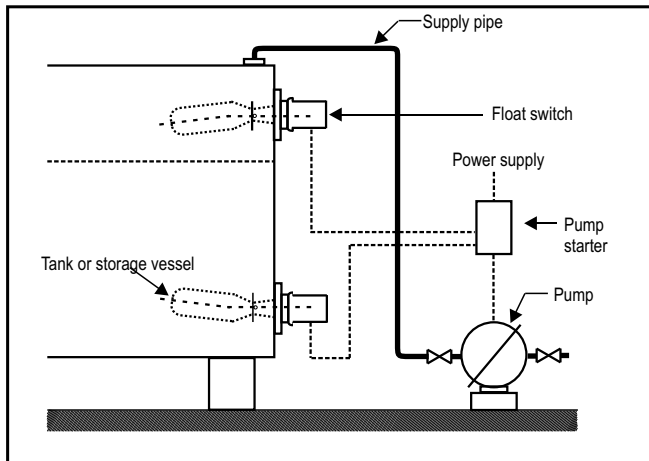 Supply pipe
Float switch
Power supply
Pump
starter
Tank or storage vessel
Pump